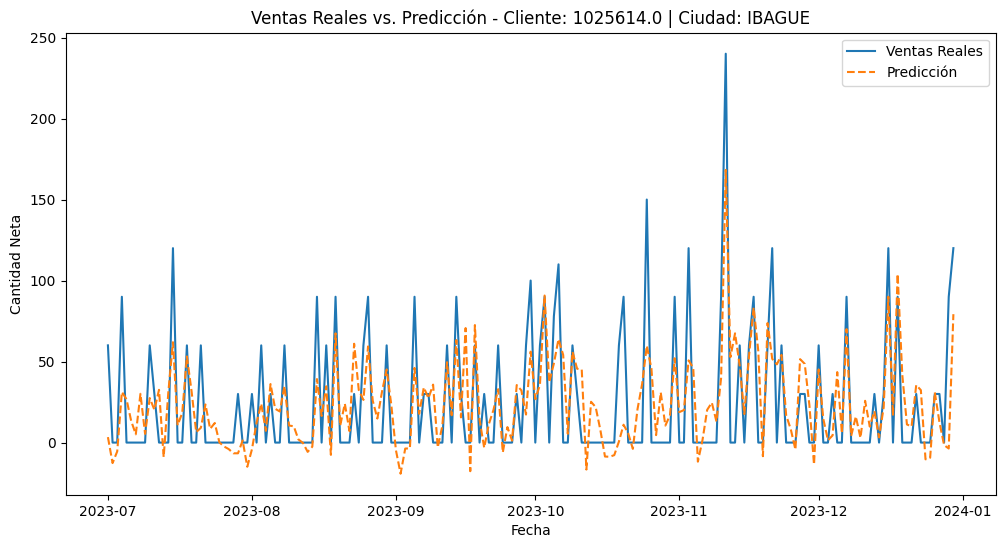 Ventas Reales vs. Predicción - Cliente: 1025614.0 | Ciudad: IBAGUE
Ventas Reales
Predicción
Cantidad Neta
250
200
150
100
50
0
2023-07
2023-08
2023-09
2023-10
2023-11
2023-12
2024-01
Fecha